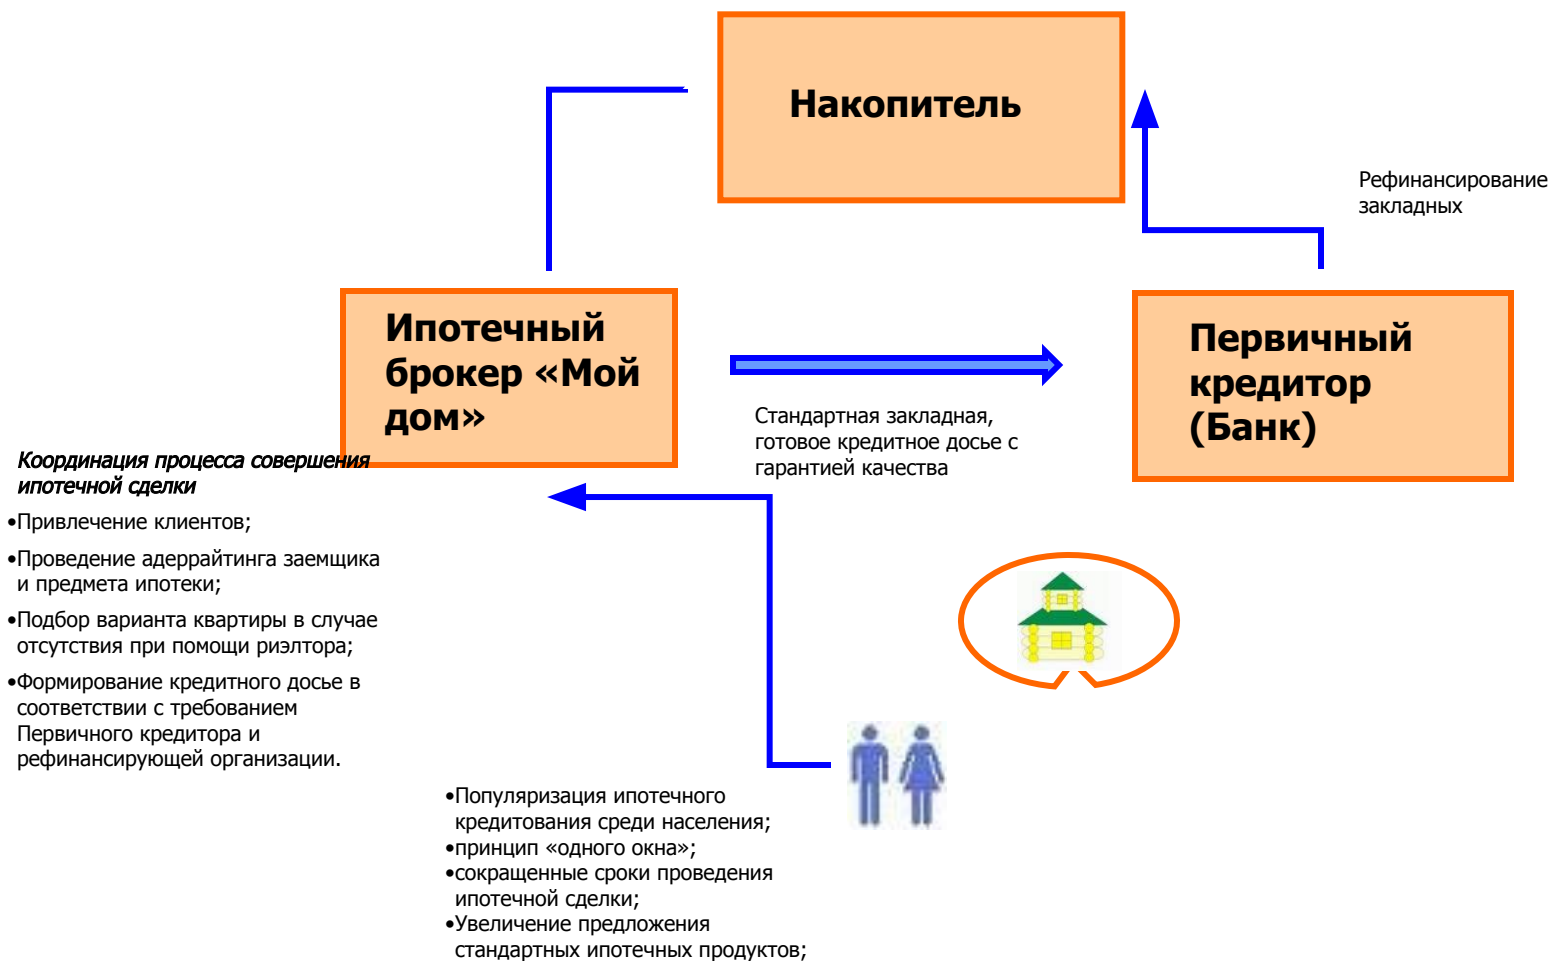 Накопитель
Рефинансирование
закладных
Ипотечный
брокер «Мой
дом»
Первичный
кредитор
(Банк)
Стандартная закладная,
готовое кредитное досье с
гарантией качества
Координация процесса совершения
ипотечной сделки
•Привлечение клиентов;
•Проведение адеррайтинга заемщика
и предмета ипотеки;
•Подбор варианта квартиры в случае
отсутствия при помощи риэлтора;
•Формирование кредитного досье в
соответствии с требованием
Первичного кредитора и
рефинансирующей организации.
•Популяризация ипотечного
кредитования среди населения;
•принцип «одного окна»;
•сокращенные сроки проведения
ипотечной сделки;
•Увеличение предложения
стандартных ипотечных продуктов;